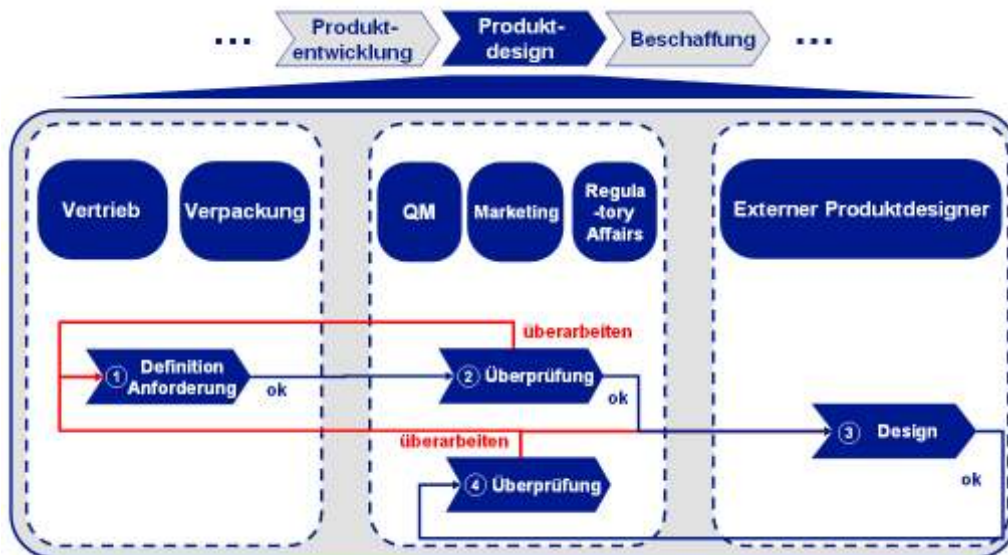 ... Produkt-
entwicklung
Produkt-
design
Beschaffung ...
Vertrieb
Verpackung
QM
Marketing
Regula
-tory
Affairs
Externer Produktdesigner
überarbeiten
1 Definition
Anforderung
ok
2 Überprüfung
ok
3 Design
ok
überarbeiten
4 Überprüfung